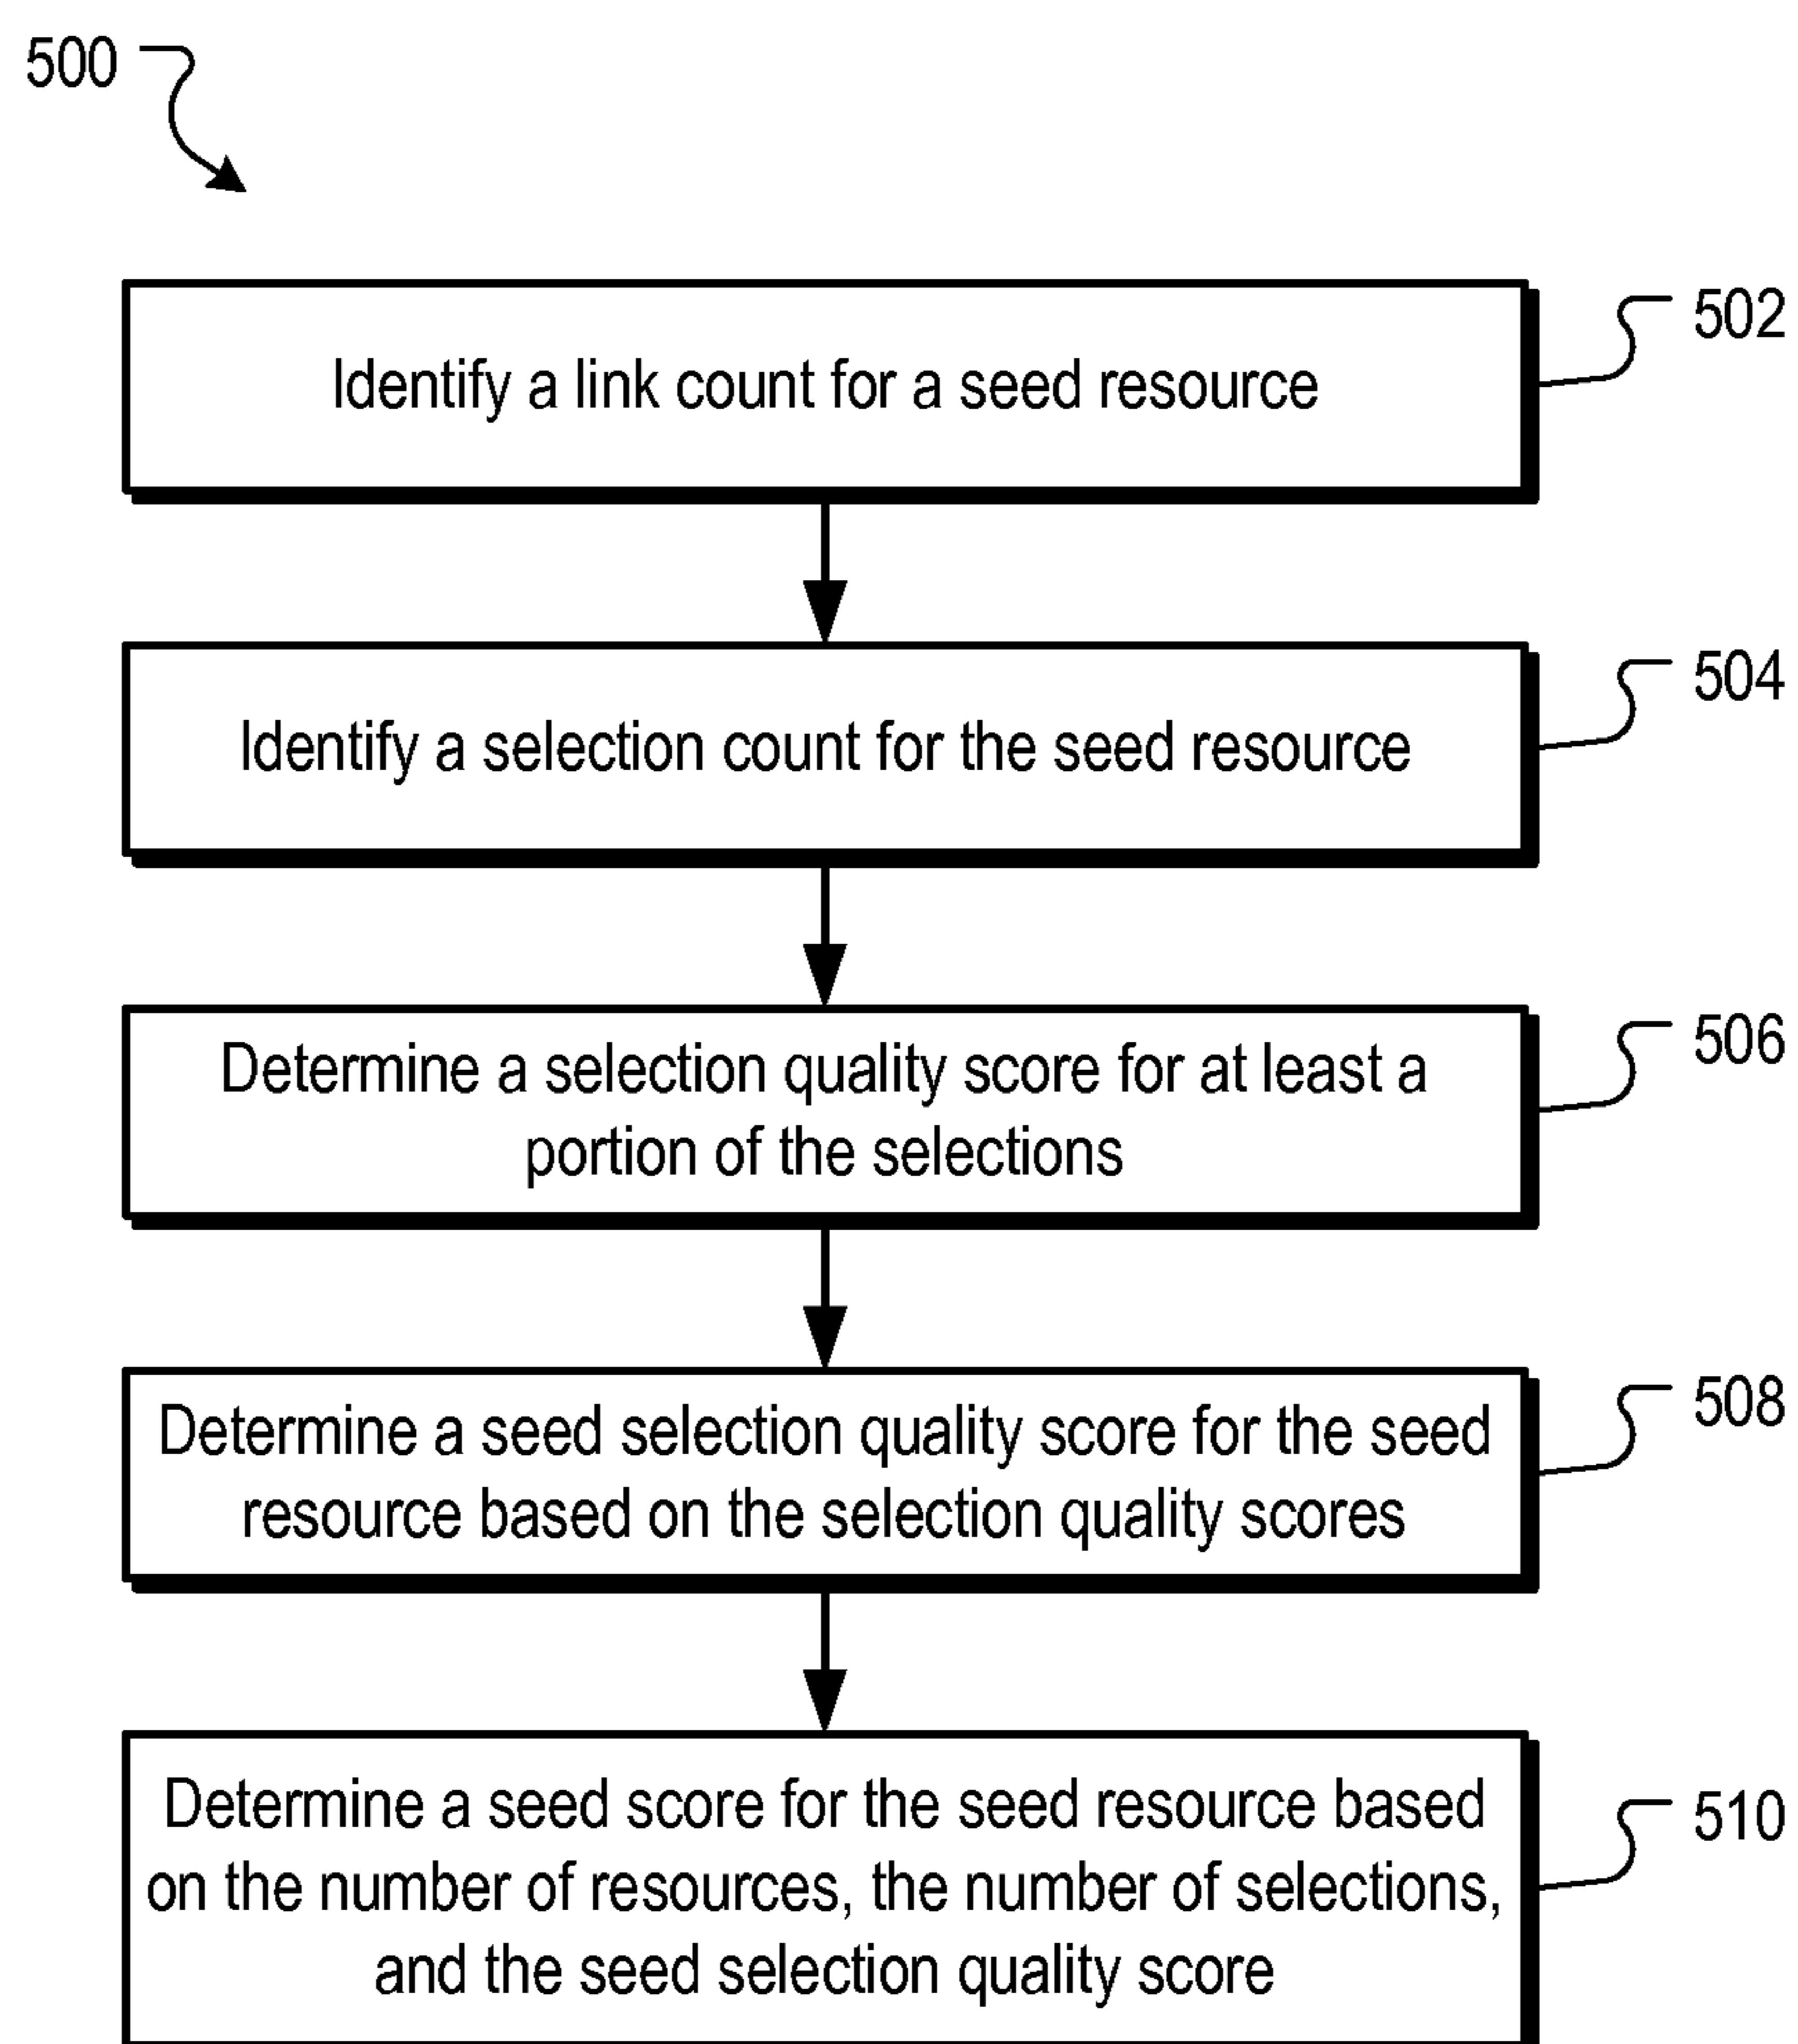 500
Identify a link count for a seed resource
502
Identify a selection count for the seed resource
504
Determine a selection quality score for at least a
portion of the selections
506
Determine a seed selection quality score for the seed
resource based on the selection quality scores
508
Determine a seed score for the seed resource based
on the number of resources, the number of selections,
and the seed selection quality score
510